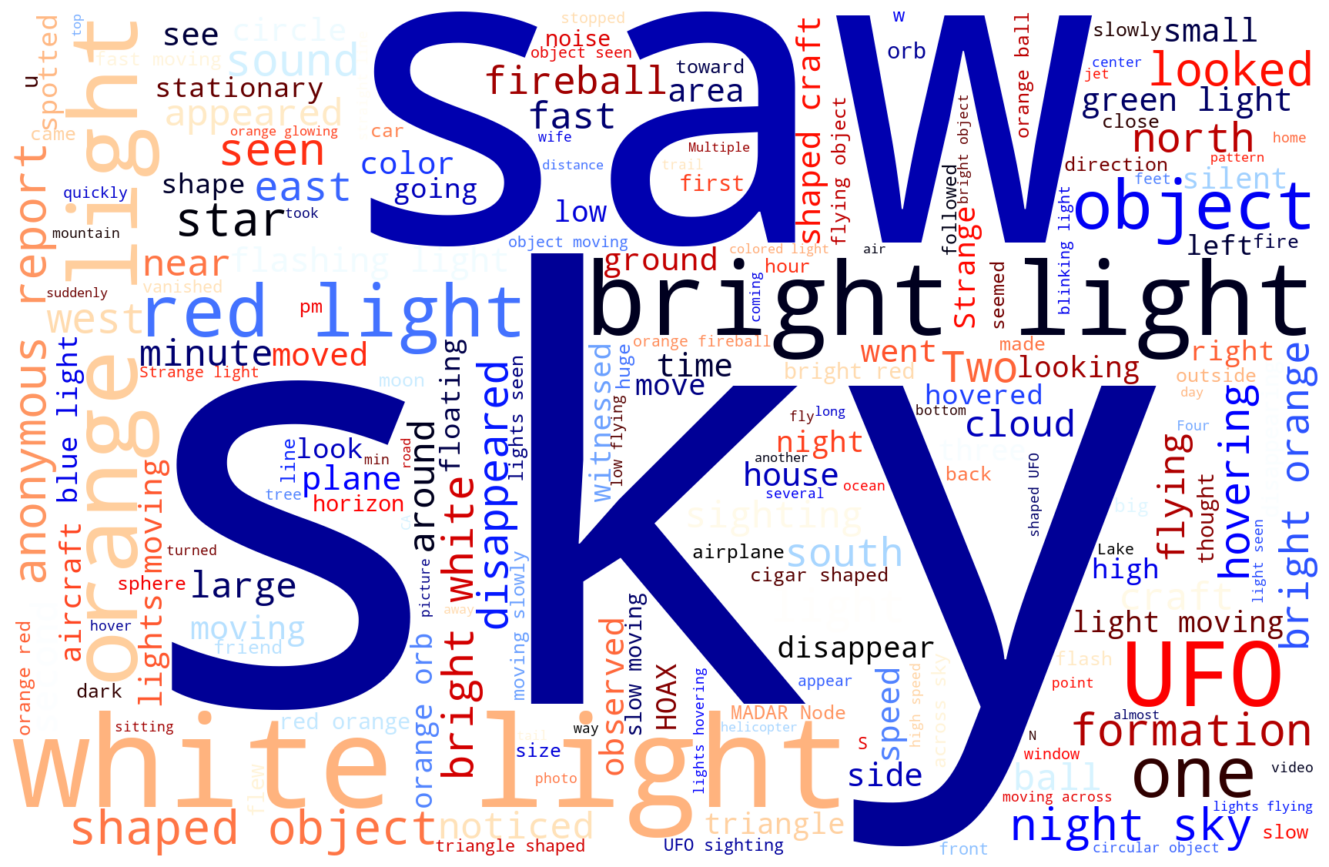 saw
sky
bright light
white light
orange light
red light
object
UFO
one
star
shaped object
night sky
formation
anonymous report
seen
east
north
looked
small
green light
silent
left
fire
see
circle
sound
stationary
appeared
fast moving
spotted
u
top
came
orange glowing
car
color
going
shape
quickly
took
mountain
near
flashing light
vanished
suddenly
west
pm
minute
moved
Strange light
stopped
noise
object seen
fireball
toward
area
fast
wife
distance
Multiple
trail
first
low
object moving
shaped craft
flying object
w
orb
orange ball
slowly
center
jet
close
direction
pattern
home
feet
bright object
followed
Strange
blinking light
seemed
air
colored light
ground
hour
coming
orange fireball
made
went
Two
looking
right
outside
day
bright red
time
move
huge
witnessed
low flying
hovered
cloud
bottom
fly
long
night
another
house
several
ocean
back
three
Four
big
shaped UFO
flying
thought
hovering
bright orange
light seen
sighting
airplane
south
cigar shaped
Lake
high
craft
light moving
blue light
aircraft
lights moving
moon
floating
around
disappeared
lights seen
look
line
plane
min
road
tree
horizon
turned
sphere
large
picture
bright white
moving slowly
hover
moving
friend
away
orange orb
orange red
dark
sitting
red orange
observed
slow moving
HOAX
lights hovering
way
size
photo
flew
noticed
triangle shaped
MADAR Node
helicopter
triangle
UFO sighting
disappear
appear
speed
S
high speed
across sky
side
front
flash
point
almost
N
window
video
ball
moving across
lights flying
slow
circular object